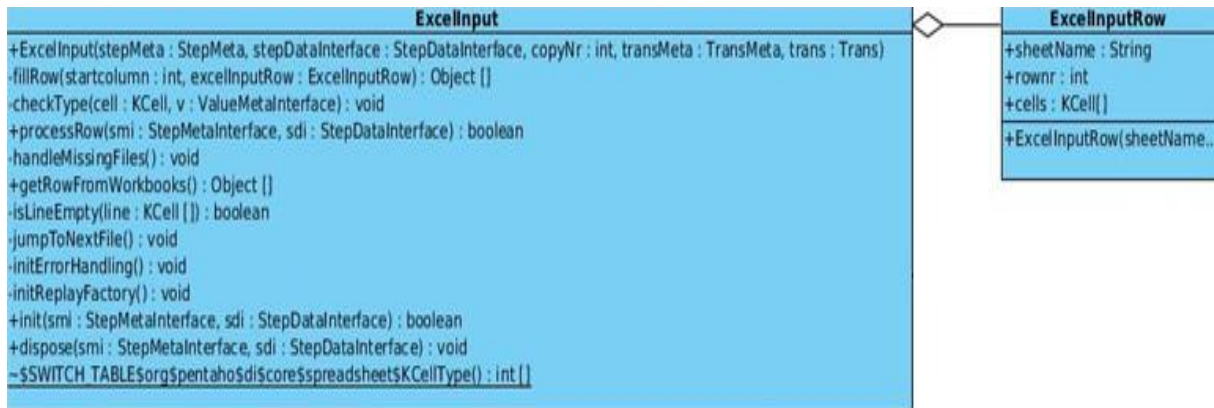 ExcelInput
+ExcelInput(stepMeta : StepMeta, stepDataInterface : StepDataInterface, copyNr : int, transMeta : TransMeta, trans : Trans)
-fillRow(startcolumn : int, excelInputRow : ExcelInputRow) : Object []
-checkType(cell : KCell, v : ValueMetaInterface) : void
+processRow(smi : StepMetaInterface, sdi : StepDataInterface) : boolean
-handleMissingFiles() : void
+getRowFromWorkbooks() : Object []
-isLineEmpty(line : KCell []) : boolean
-jumpToNextFile() : void
-initErrorHandling() : void
-initReplayFactory() : void
+init(smi : StepMetaInterface, sdi : StepDataInterface) : boolean
+dispose(smi : StepMetaInterface, sdi : StepDataInterface) : void
~$SWITCH_TABLE$org$pentaho$di$core$spreadsheet$KCellType() : int []
ExcelInputRow
+sheetName : String
+rownr : int
+cells : KCell[]
+ExcelInputRow(sheetName...